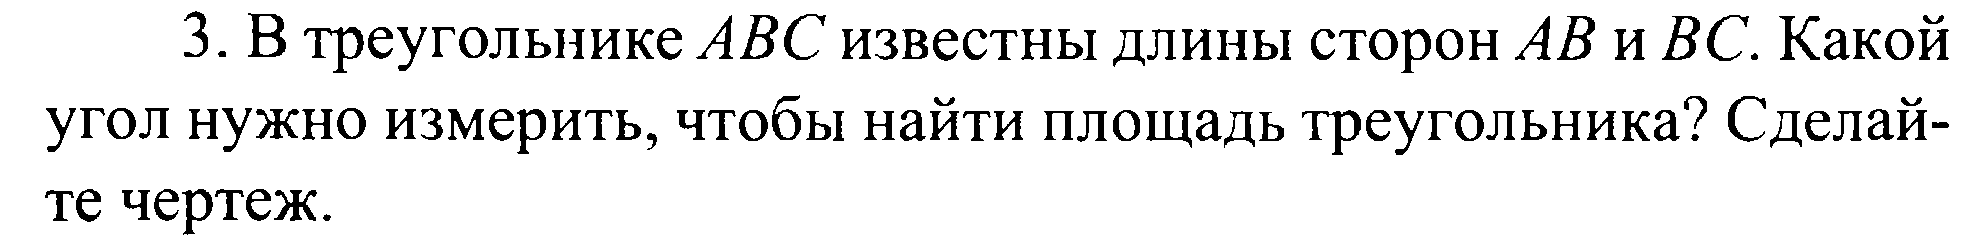 3. В треугольнике ABC известны длины сторон AB и BC. Какой
угол нужно измерить, чтобы найти площадь треугольника? Сделай-
те чертеж.